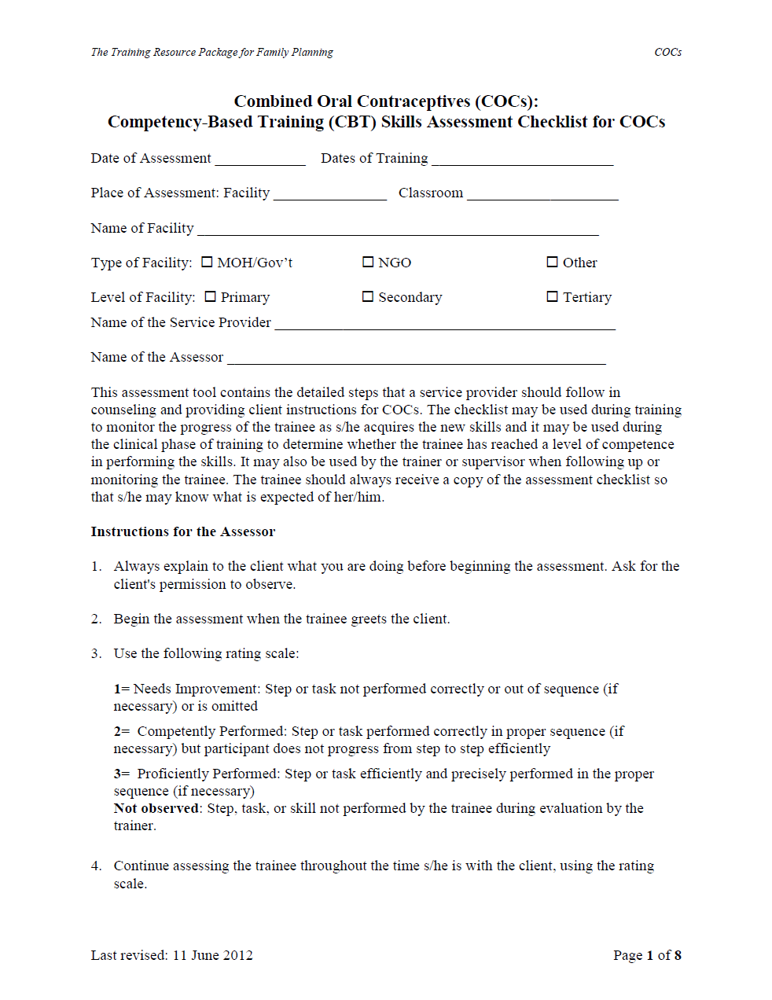 The Training Resource Package for Family Planning COCs
Combined Oral Contraceptives (COCs):
Competency-Based Training (CBT) Skills Assessment Checklist for COCs
Date of Assessment ____________ Dates of Training ________________________
Place of Assessment: Facility _______________ Classroom ____________________
Name of Facility _____________________________________________________
Type of Facility: ☐ MOH/Gov’t ☐ NGO ☐ Other
Level of Facility: ☐ Primary ☐ Secondary ☐ Tertiary
Name of the Service Provider _____________________________________________
Name of the Assessor __________________________________________________
This assessment tool contains the detailed steps that a service provider should follow in
counseling and providing client instructions for COCs. The checklist may be used during training
to monitor the progress of the trainee as s/he acquires the new skills and it may be used during
the clinical phase of training to determine whether the trainee has reached a level of competence
in performing the skills. It may also be used by the trainer or supervisor when following up or
monitoring the trainee. The trainee should always receive a copy of the assessment checklist so
that s/he may know what is expected of her/him.
Instructions for the Assessor
1. Always explain to the client what you are doing before beginning the assessment. Ask for the
client's permission to observe.
2. Begin the assessment when the trainee greets the client.
3. Use the following rating scale:
1= Needs Improvement: Step or task not performed correctly or out of sequence (if
necessary) or is omitted
2= Competently Performed: Step or task performed correctly in proper sequence (if
necessary) but participant does not progress from step to step efficiently
3= Proficiently Performed: Step or task efficiently and precisely performed in the proper
sequence (if necessary)
Not observed: Step, task, or skill not performed by the trainee during evaluation by the
trainer.
4. Continue assessing the trainee throughout the time s/he is with the client, using the rating
scale.
Last revised: 11 June 2012 Page 1 of 8